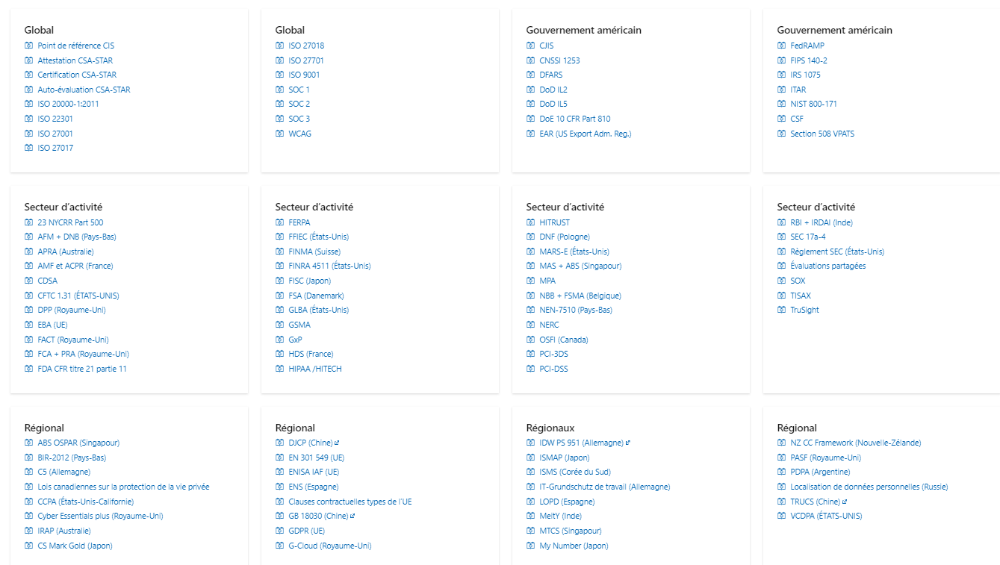 Global
Point de référence CIS
Attestation CSA-STAR
Certification CSA-STAR
Auto-évaluation CSA-STAR
ISO 20000-1:2011
ISO 22301
ISO 27001
ISO 27017
Global
ISO 27018
ISO 27701
ISO 9001
SOC 1
SOC 2
SOC 3
WCAG
Gouvernement américain
CJIS
CNSSI 1253
DFARS
DoD IL2
DoD IL5
DoE 10 CFR Part 810
EAR (US Export Adm. Reg.)
Gouvernement américain
FedRAMP
FIPS 140-2
IRS 1075
ITAR
NIST 800-171
CSF
Section 508 VPATS
Secteur d'activité
23 NYCRR Part 500
AFM + DNB (Pays-Bas)
APRA (Australie)
AMF et ACPR (France)
CDSA
CFTC 1.31 (ÉTATS-UNIS)
DPP (Royaume-Uni)
EBA (UE)
FACT (Royaume-Uni)
FCA + PRA (Royaume-Uni)
FDA CFR titre 21 partie 11
Secteur d'activité
FERPA
FFIEC (États-Unis)
FINMA (Suisse)
FINRA 4511 (États-Unis)
FISC (Japon)
FSA (Danemark)
GLBA (États-Unis)
GSMA
GxP
HDS (France)
HIPAA /HITECH
Secteur d'activité
HITRUST
DNF (Pologne)
MARS-E (États-Unis)
MAS + ABS (Singapour)
MPA
NBB + FSMA (Belgique)
NEN-7510 (Pays-Bas)
NERC
OSFI (Canada)
PCI-3DS
PCI-DSS
Secteur d'activité
RBI + IRDAI (Inde)
SEC 17a-4
Règlement SEC (États-Unis)
Évaluations partagées
SOX
TISAX
TruSight
Régional
ABS OSPAR (Singapour)
BIR-2012 (Pays-Bas)
C5 (Allemagne)
Lois canadiennes sur la protection de la vie privée
CCPA (États-Unis-Californie)
Cyber Essentials plus (Royaume-Uni)
IRAP (Australie)
CS Mark Gold (Japon)
Régional
DJCP (Chine)
EN 301 549 (UE)
ENISA IAF (UE)
ENS (Espagne)
Clauses contractuelles types de l'UE
GB 18030 (Chine)
GDPR (UE)
G-Cloud (Royaume-Uni)
Régionaux
IDW PS 951 (Allemagne)
ISMAP (Japon)
ISMS (Corée du Sud)
IT-Grundschutz de travail (Allemagne)
LOPD (Espagne)
MeitY (Inde)
MTCS (Singapour)
My Number (Japon)
Régional
NZ CC Framework (Nouvelle-Zélande)
PASF (Royaume-Uni)
PDPA (Argentine)
Localisation de données personnelles (Russie)
TRUCS (Chine)
VCDPA (ÉTATS-UNIS)